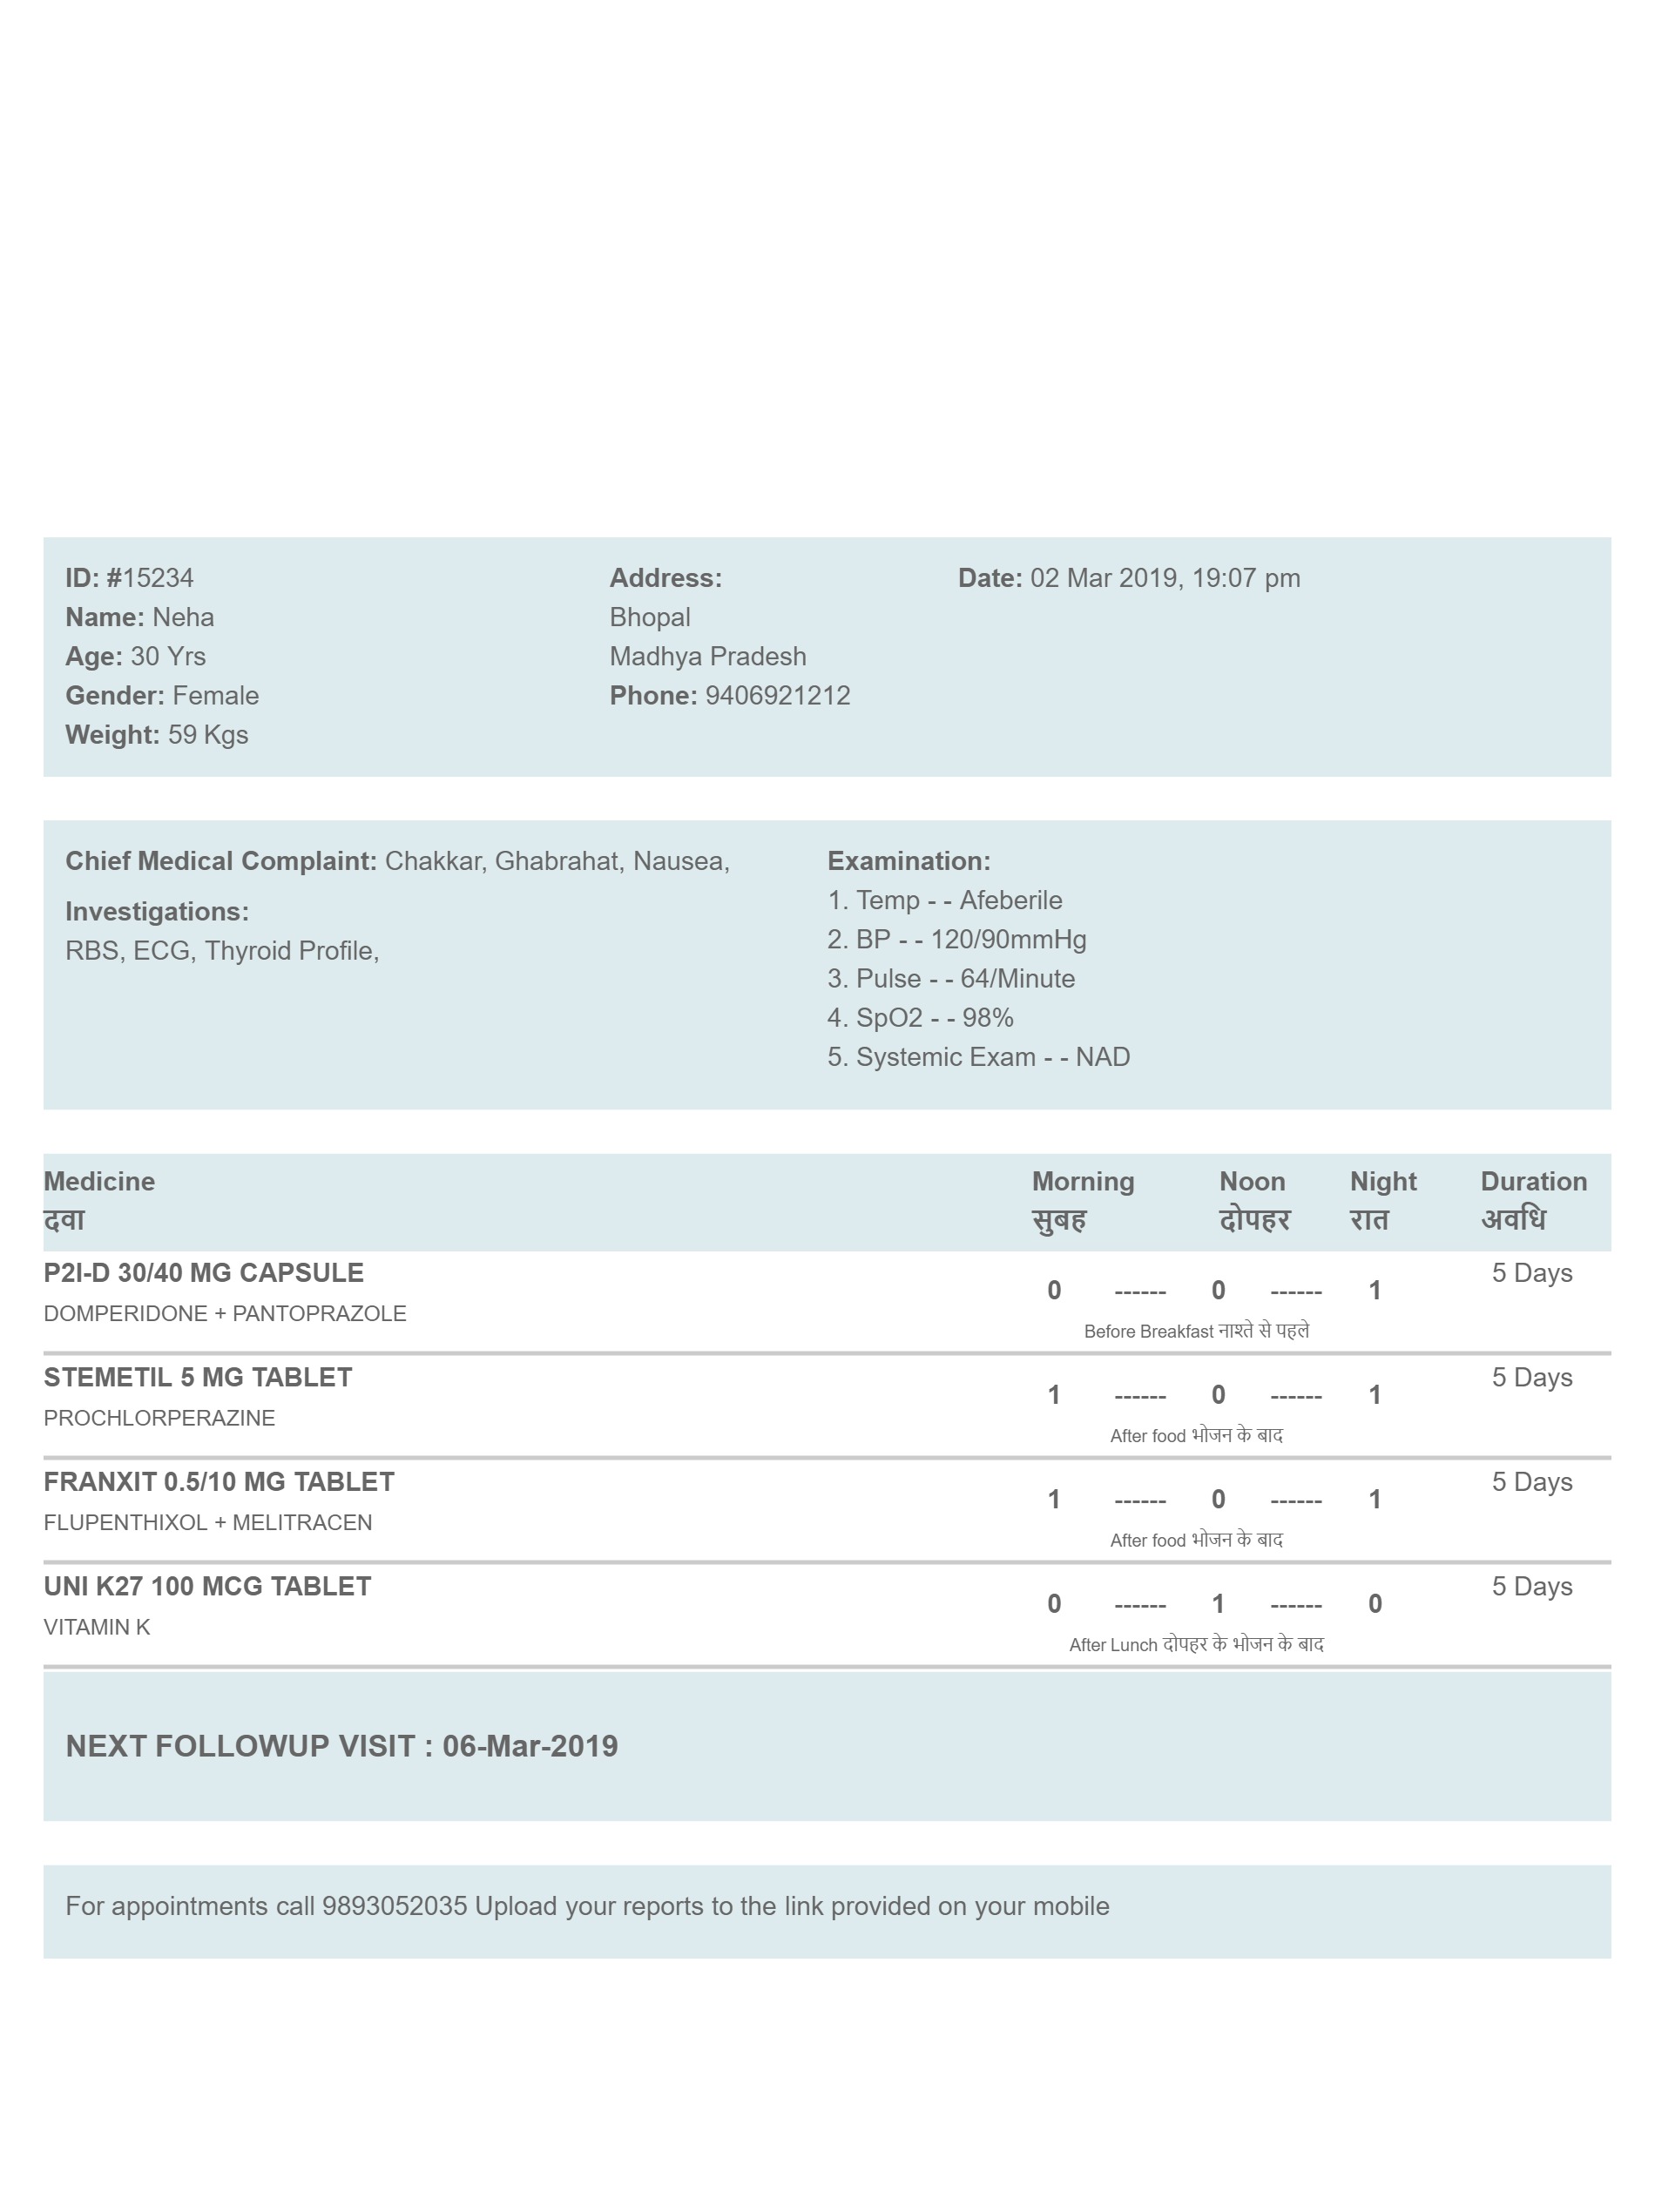 ID: #15234
Name: Neha
Age: 30 Yrs
Gender: Female
Weight: 59 Kgs
Address:
Bhopal
Madhya Pradesh
Phone: 9406921212
Date: 02 Mar 2019, 19:07 pm
Chief Medical Complaint: Chakkar, Ghabrahat, Nausea,
Investigations:
RBS, ECG, Thyroid Profile,
Examination:
1. Temp - - Afeberile
2. BP - - 120/90mmHg
3. Pulse - - 64/Minute
4. SpO2 - - 98%
5. Systemic Exam - - NAD
Medicine Morning Noon Night Duration
दवा सुबह दोपहर रात अवधि
P2I-D 30/40 MG CAPSULE 5 Days
0 ------ 0 ------ 1
DOMPERIDONE + PANTOPRAZOLE
Before Breakfast नाश्ते से पहले
STEMETIL 5 MG TABLET 5 Days
1 ------ 0 ------ 1
PROCHLORPERAZINE
After food भोजन के बाद
FRANXIT 0.5/10 MG TABLET 5 Days
1 ------ 0 ------ 1
FLUPENTHIXOL + MELITRACEN
After food भोजन के बाद
UNI K27 100 MCG TABLET 5 Days
0 ------ 1 ------ 0
VITAMIN K
After Lunch दोपहर के भोजन के बाद
NEXT FOLLOWUP VISIT : 06-Mar-2019
For appointments call 9893052035 Upload your reports to the link provided on your mobile